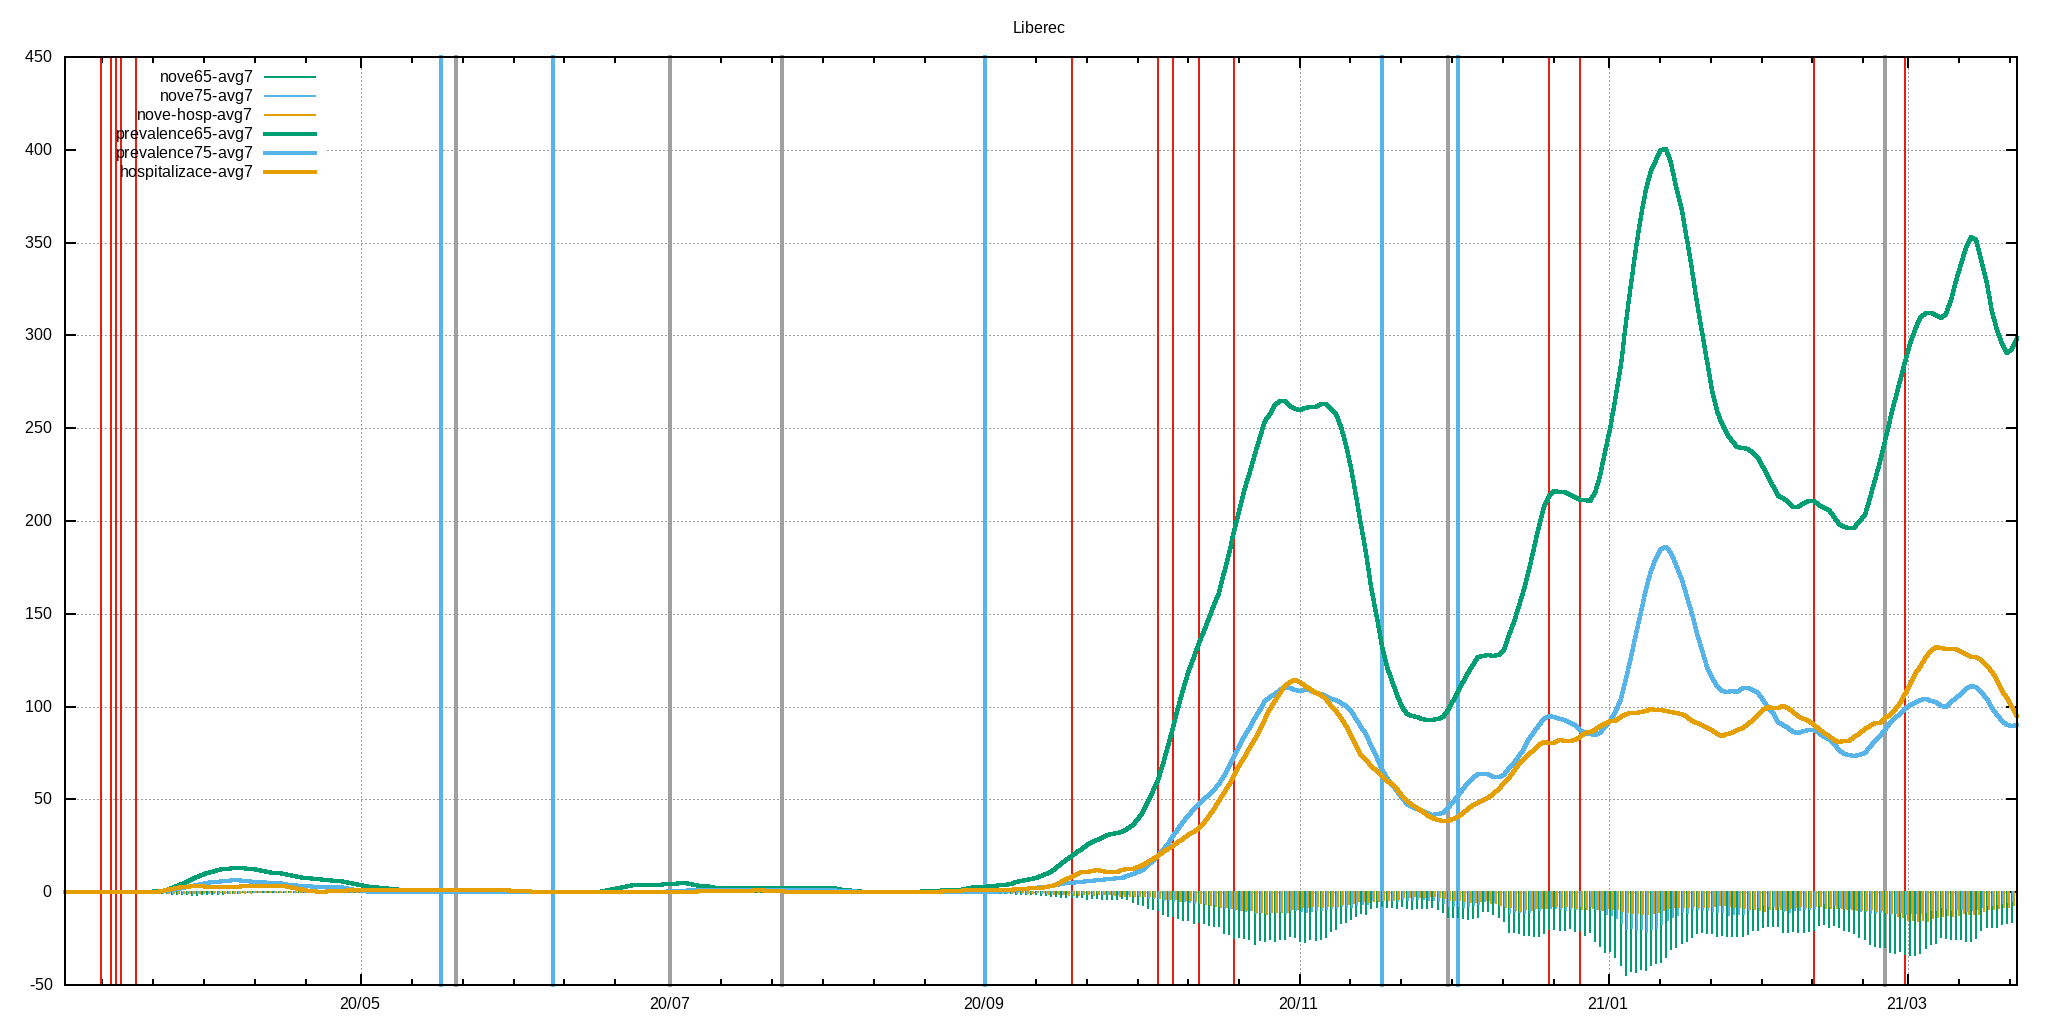 Liberec
450
400
350
300
250
200
150
100
50
0
-50
nove65-avg7
nove75-avg7
nove-hosp-avg7
prevalence65-avg7
prevalence75-avg7
hospitalizace-avg7
20/05 20/07 20/09 20/11 21/01 21/03